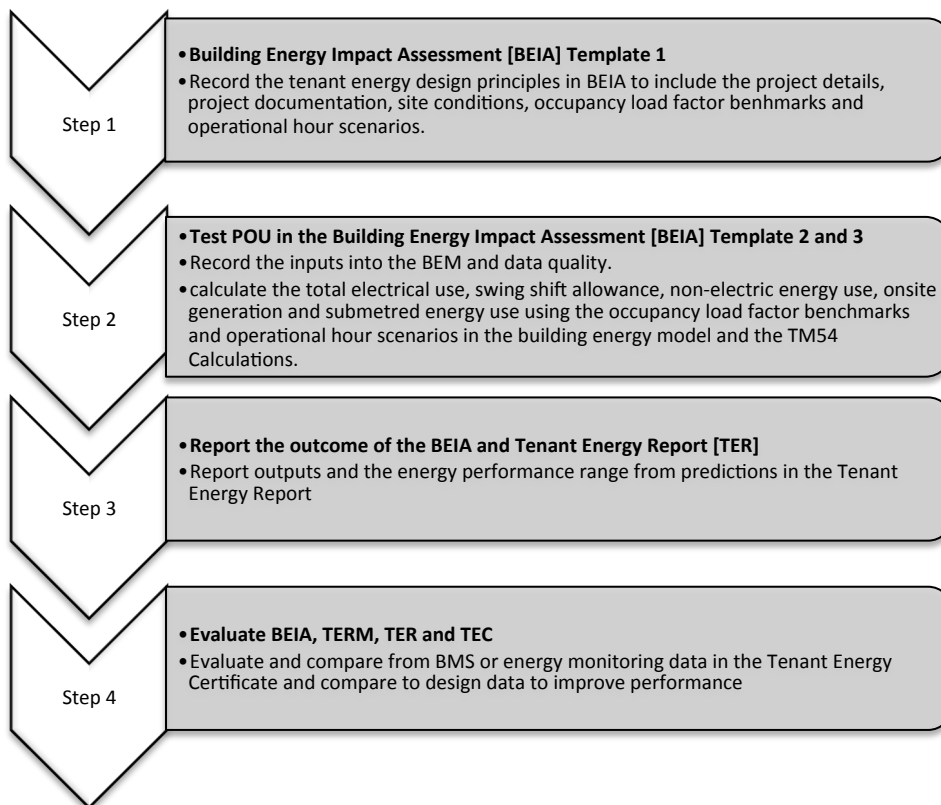 Step 1
•Building Energy Impact Assessment [BEIA] Template 1
•Record the tenant energy design principles in BEIA to include the project details,
project documentation, site conditions, occupancy load factor benhmarks and
operational hour scenarios.
Step 2
•Test POU in the Building Energy Impact Assessment [BEIA] Template 2 and 3
•Record the inputs into the BEM and data quality.
•calculate the total electrical use, swing shift allowance, non-electric energy use, onsite
generation and submetred energy use using the occupancy load factor benchmarks
and operational hour scenarios in the building energy model and the TM54
Calculations.
Step 3
•Report the outcome of the BEIA and Tenant Energy Report [TER]
•Report outputs and the energy performance range from predictions in the Tenant
Energy Report
Step 4
•Evaluate BEIA, TERM, TER and TEC
•Evaluate and compare from BMS or energy monitoring data in the Tenant Energy
Certificate and compare to design data to improve performance